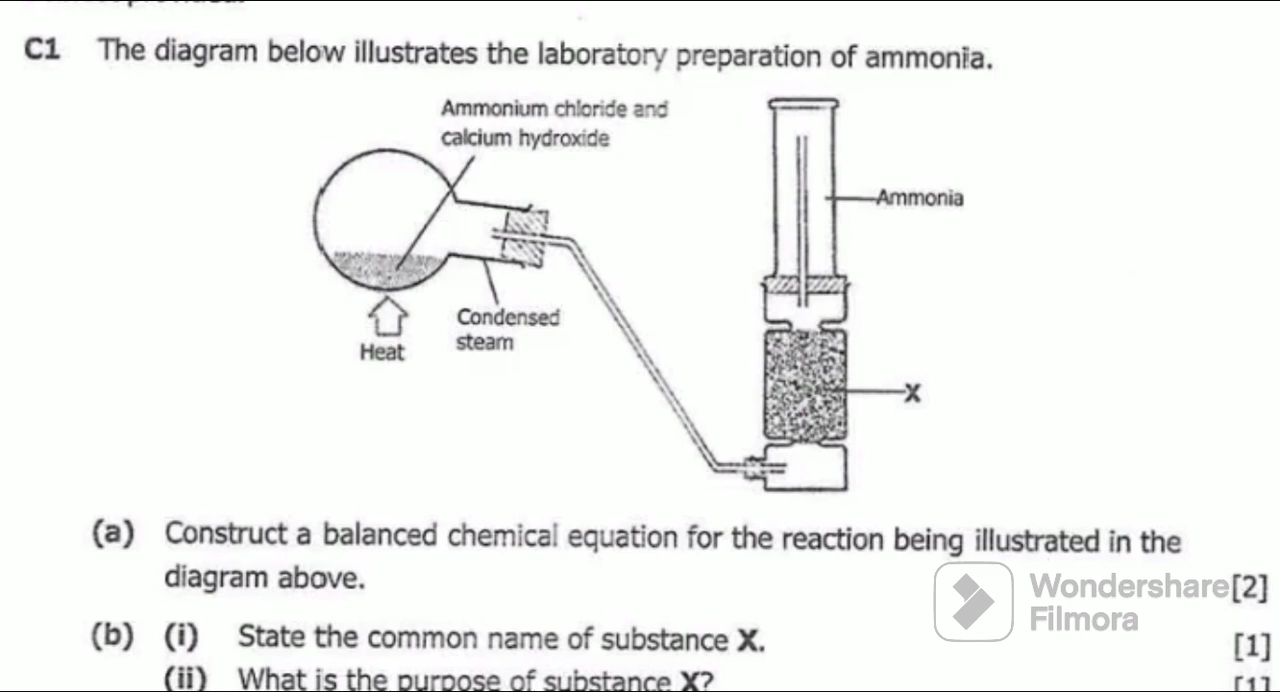 C1 The diagram below illustrates the laboratory preparation of ammonia.
Ammonium chloride and
calcium hydroxide
Ammonia
Condensed
steam
Heat
X
(a) Construct a balanced chemical equation for the reaction being illustrated in the
diagram above. [2]
Wondershare
Filmora
(b) (i) State the common name of substance X. [1]
(ii) What is the purpose of substance X? [1]